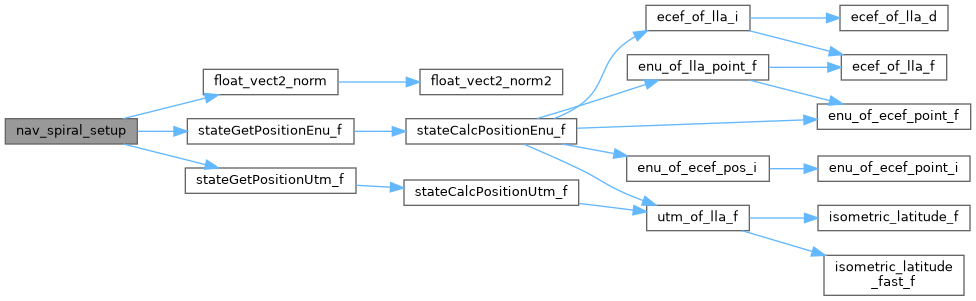 nav_spiral_setup
float_vect2_norm
float_vect2_norm2
stateGetPositionEnu_f
stateCalcPositionEnu_f
ecef_of_lla_i
ecef_of_lla_d
ecef_of_lla_f
enu_of_lla_point_f
enu_of_ecef_point_f
enu_of_ecef_pos_i
enu_of_ecef_point_i
utm_of_lla_f
isometric_latitude_f
isometric_latitude
_fast_f
stateGetPositionUtm_f
stateCalcPositionUtm_f